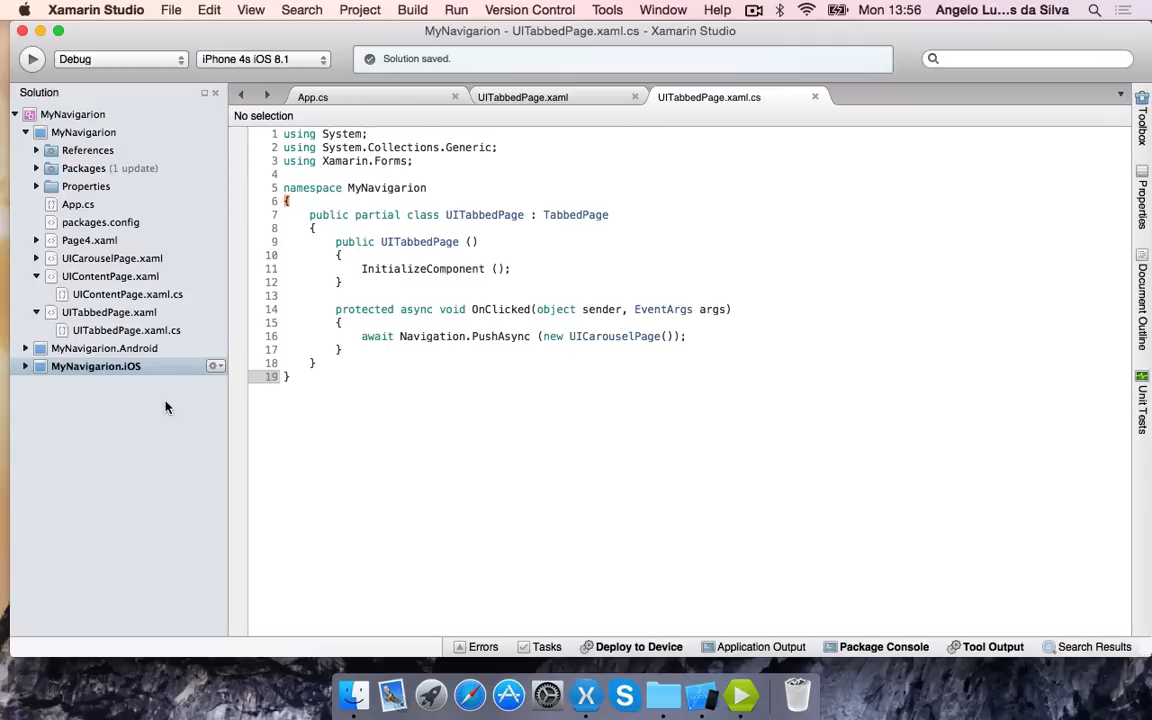 Xamarin Studio File Edit View Search Project Build Run Version Control Tools Window Help Mon 13:56 Angelo Lu...s da Silva
MyNavigarion - UITabbedPage.xaml.cs - Xamarin Studio
Debug iPhone 4s iOS 8.1 Solution saved.
Solution
App.cs UITabbedPage.xaml UITabbedPage.xaml.cs
No selection
MyNavigarion
MyNavigarion
References
Packages (1 update)
Properties
App.cs
packages.config
Page4.xaml
UICarouselPage.xaml
UIContentPage.xaml
UIContentPage.xaml.cs
UITabbedPage.xaml
UITabbedPage.xaml.cs
MyNavigarion.Android
MyNavigarion.iOS
1 using System;
2 using System.Collections.Generic;
3 using Xamarin.Forms;
4
5 namespace MyNavigarion
6 {
7 public partial class UITabbedPage : TabbedPage
8 {
9 public UITabbedPage ()
10 {
11 InitializeComponent ();
12 }
13
14 protected async void OnClicked(object sender, EventArgs args)
15 {
16 await Navigation.PushAsync (new UICarouselPage());
17 }
18 }
19 }
Toolbox
Properties
Document Outline
Unit Tests
Errors Tasks Deploy to Device Application Output Package Console Tool Output Search Results